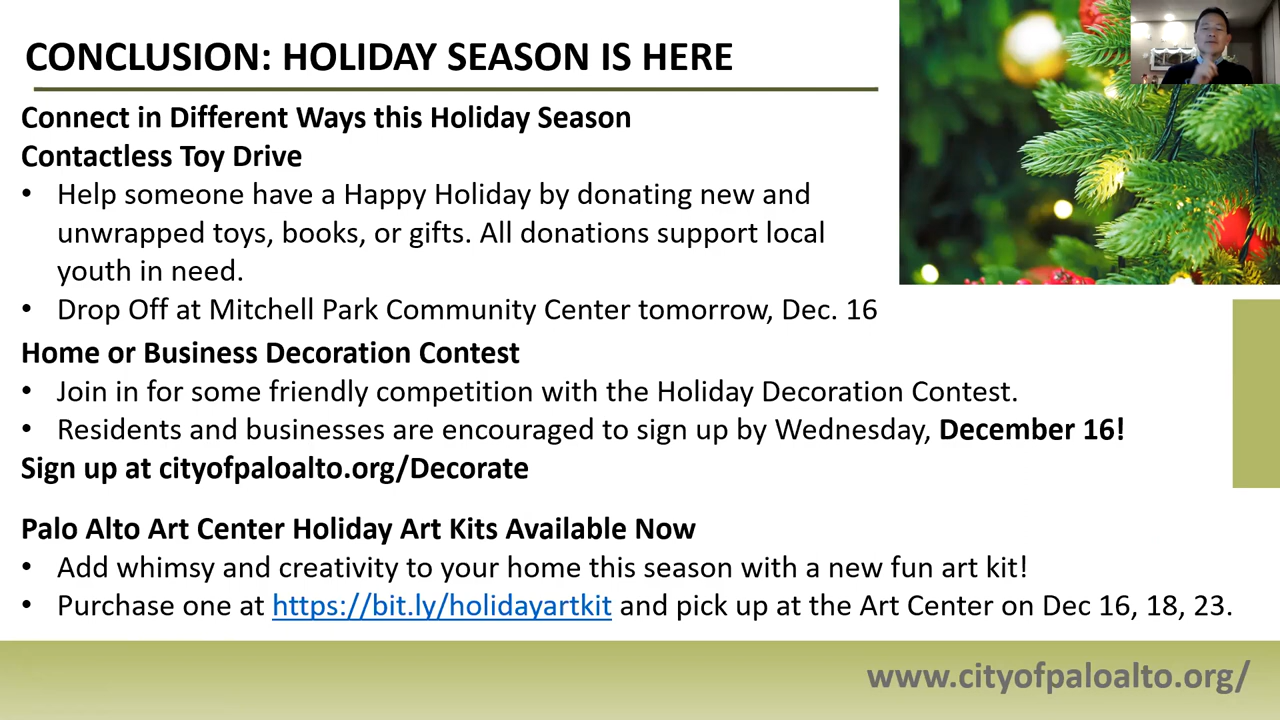 CONCLUSION: HOLIDAY SEASON IS HERE
Connect in Different Ways this Holiday Season
Contactless Toy Drive
• Help someone have a Happy Holiday by donating new and
unwrapped toys, books, or gifts. All donations support local
youth in need.
• Drop Off at Mitchell Park Community Center tomorrow, Dec. 16
Home or Business Decoration Contest
• Join in for some friendly competition with the Holiday Decoration Contest.
• Residents and businesses are encouraged to sign up by Wednesday, December 16!
Sign up at cityofpaloalto.org/Decorate
Palo Alto Art Center Holiday Art Kits Available Now
• Add whimsy and creativity to your home this season with a new fun art kit!
• Purchase one at https://bit.ly/holidayartkit and pick up at the Art Center on Dec 16, 18, 23.
www.cityofpaloalto.org/